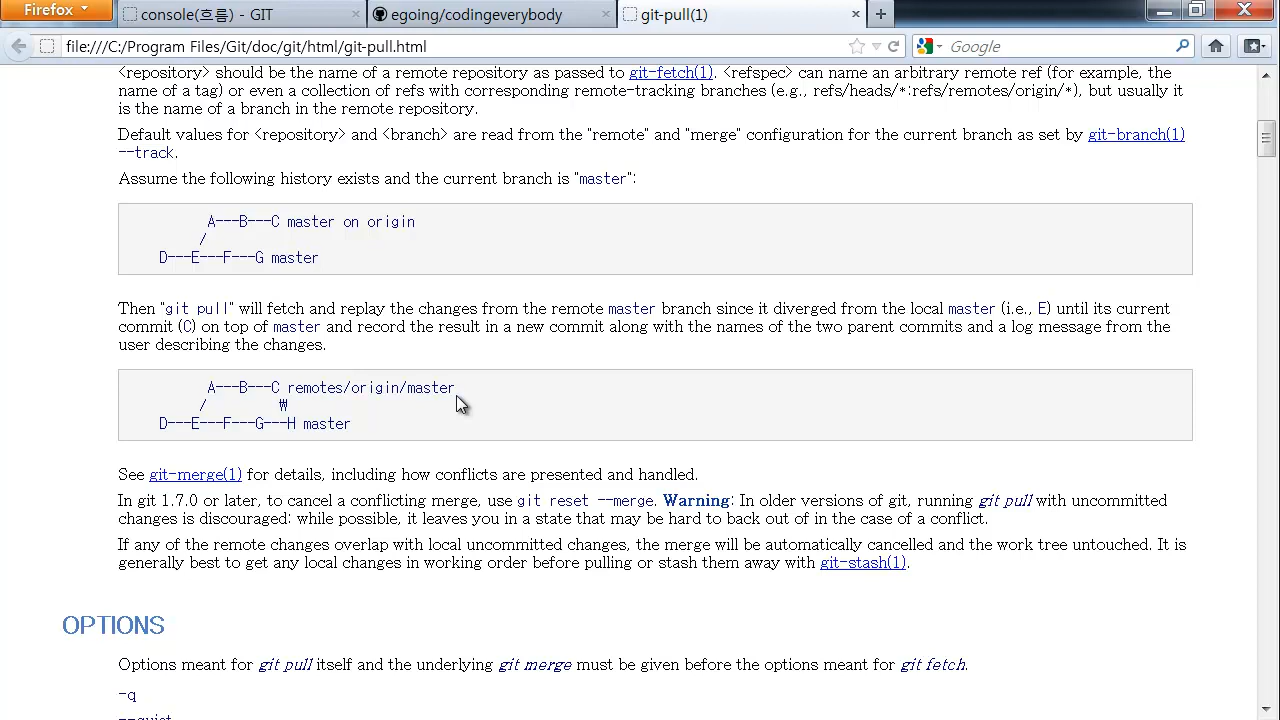 Firefox
console(흐름) - GIT
egoing/codingeverybody
git-pull(1)
file:///C:/Program Files/Git/doc/git/html/git-pull.html
Google
<repository> should be the name of a remote repository as passed to git-fetch(1). <refspec> can name an arbitrary remote ref (for example, the
name of a tag) or even a collection of refs with corresponding remote-tracking branches (e.g., refs/heads/*:refs/remotes/origin/*), but usually it
is the name of a branch in the remote repository.
Default values for <repository> and <branch> are read from the "remote" and "merge" configuration for the current branch as set by git-branch(1)
--track.
Assume the following history exists and the current branch is "master":
A---B---C master on origin
/
D---E---F---G master
Then "git pull" will fetch and replay the changes from the remote master branch since it diverged from the local master (i.e., E) until its current
commit (C) on top of master and record the result in a new commit along with the names of the two parent commits and a log message from the
user describing the changes.
A---B---C remotes/origin/master
/ ₩
D---E---F---G---H master
See git-merge(1) for details, including how conflicts are presented and handled.
In git 1.7.0 or later, to cancel a conflicting merge, use git reset --merge. Warning: In older versions of git, running git pull with uncommitted
changes is discouraged: while possible, it leaves you in a state that may be hard to back out of in the case of a conflict.
If any of the remote changes overlap with local uncommitted changes, the merge will be automatically cancelled and the work tree untouched. It is
generally best to get any local changes in working order before pulling or stash them away with git-stash(1).
OPTIONS
Options meant for git pull itself and the underlying git merge must be given before the options meant for git fetch.
-q
--quiet